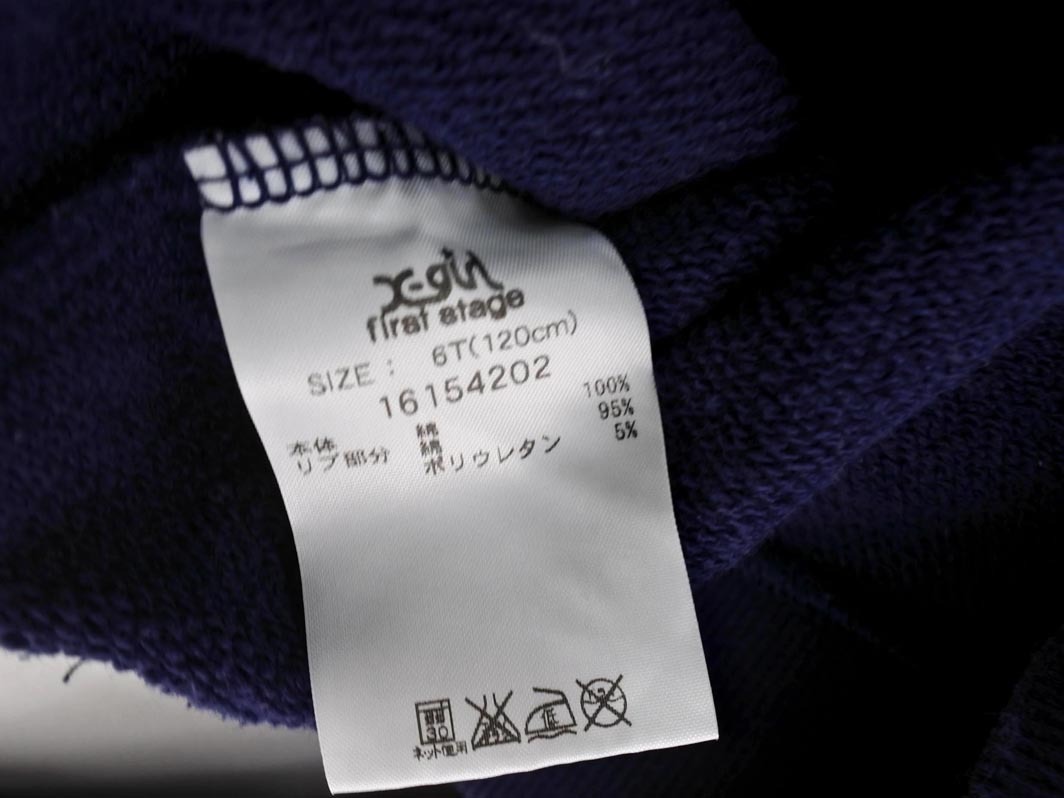 X-girl
first stage
SIZE : 6T(120cm)
16154202
本体 綿 100%
リブ部分 綿 95%
ポリウレタン 5%
30 低
ネット使用